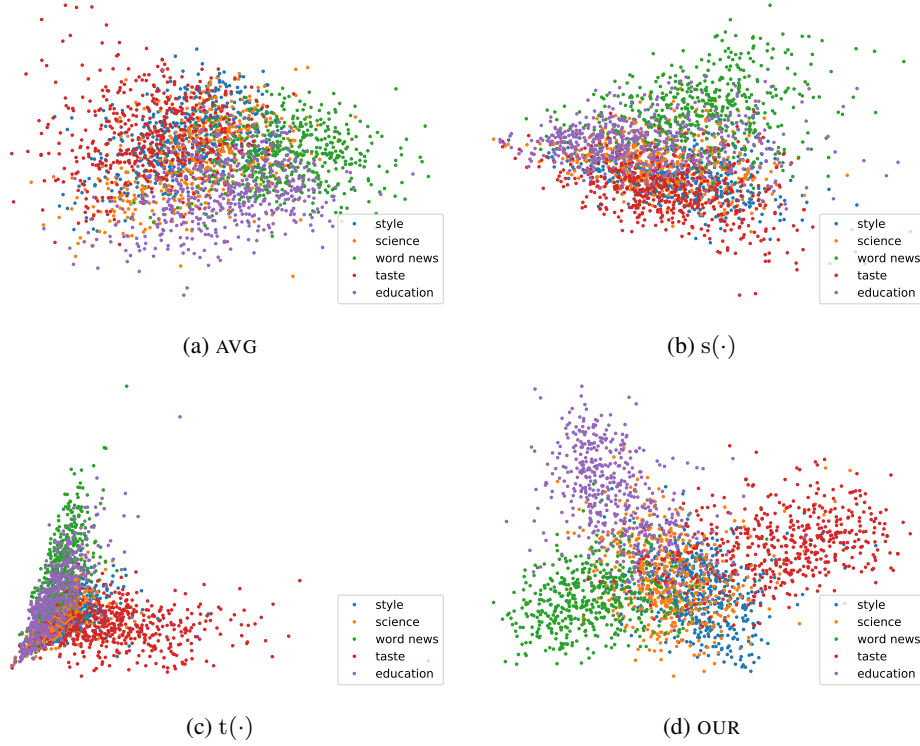 style
science
word news
taste
education
(a) AVG
style
science
word news
taste
education
(b) s(·)
style
science
word news
taste
education
(c) t(·)
style
science
word news
taste
education
(d) OUR